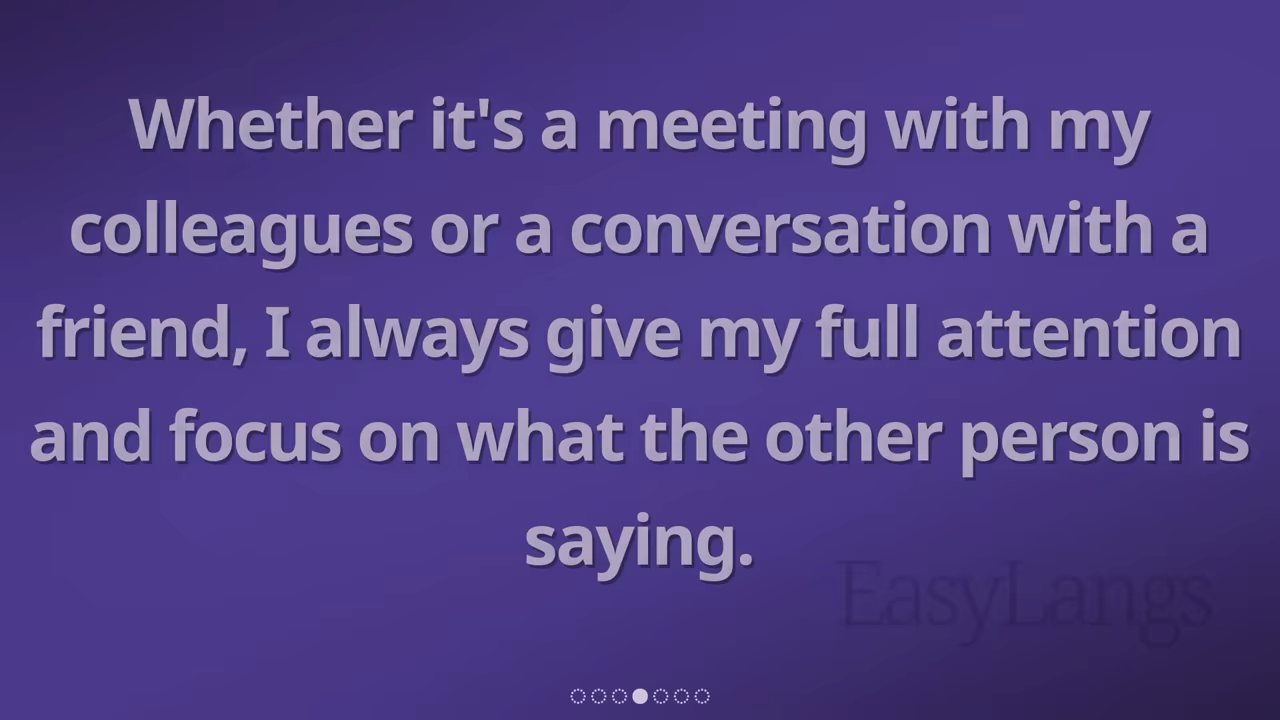 Whether it's a meeting with my
colleagues or a conversation with a
friend, I always give my full attention
and focus on what the other person is
saying.
EasyLangs